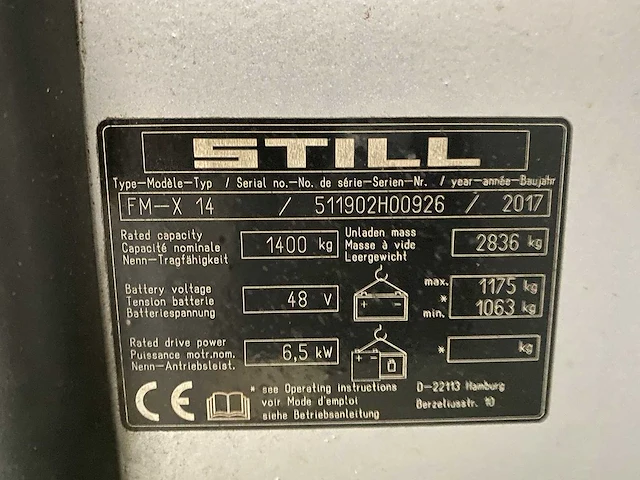 STILL
Type-Modèle-Typ / Serial no.-No. de série-Serien-Nr. / year-année-Baujahr
FM-X 14 / 511902H00926 / 2017
Rated capacity
Capacité nominale
Nenn-Tragfähigkeit
1400 kg
Unladen mass
Masse à vide
Leergewicht
2836 kg
Battery voltage
Tension batterie
Batteriespannung
*
48 V
max. 1175 kg
*
min. 1063 kg
Rated drive power
Puissance motr.nom.
Nenn-Antriebsleist.
6,5 kW
* kg
CE
* see Operating instructions
voir Mode d'emploi
siehe Betriebsanleitung
D-22113 Hamburg
Berzeliusstr. 10